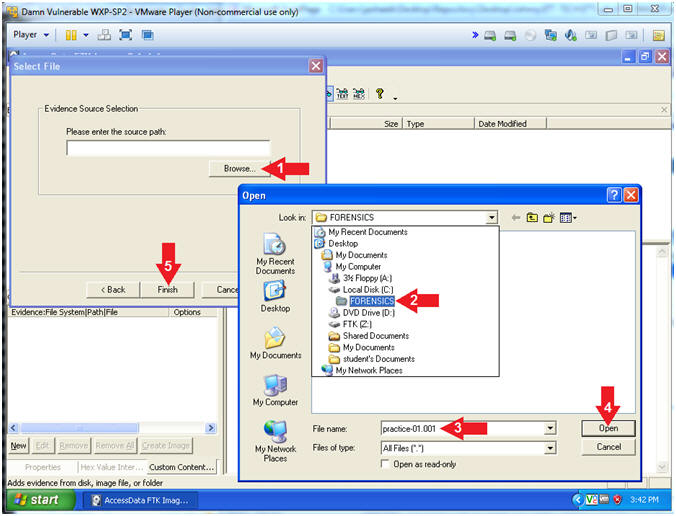 Damn Vulnerable WXP-SP2 - VMware Player (Non-commercial use only)
Player
Select File
Evidence Source Selection
Please enter the source path:
Browse...
1
5
< Back
Finish
Cance
TEXT
HEX
Size
Type
Date Modified
Open
Look in:
FORENSICS
My Recent Documents
Desktop
My Documents
My Computer
3½ Floppy (A:)
Local Disk (C:)
FORENSICS
2
DVD Drive (D:)
FTK (Z:)
Shared Documents
My Documents
student's Documents
My Network Places
My Recent
Documents
Desktop
My Documents
My Computer
My Network
Places
File name:
practice-01.001
3
4
Open
Files of type:
All Files (*.*)
Cancel
Open as read-only
Evidence:File System|Path|File
Options
New
Edit
Remove
Remove All
Create Image
Properties
Hex Value Inter...
Custom Content...
Adds evidence from disk, image file, or folder
start
AccessData FTK Imag...
3:42 PM